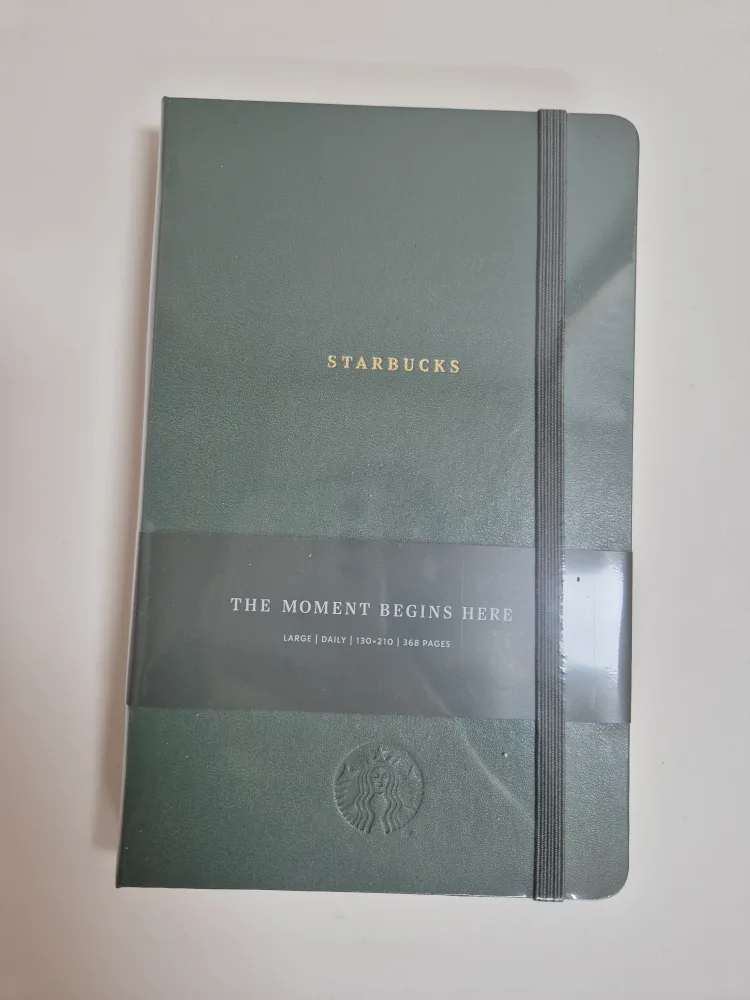 STARBUCKS
THE MOMENT BEGINS HERE
LARGE | DAILY | 130*210 | 368 PAGES